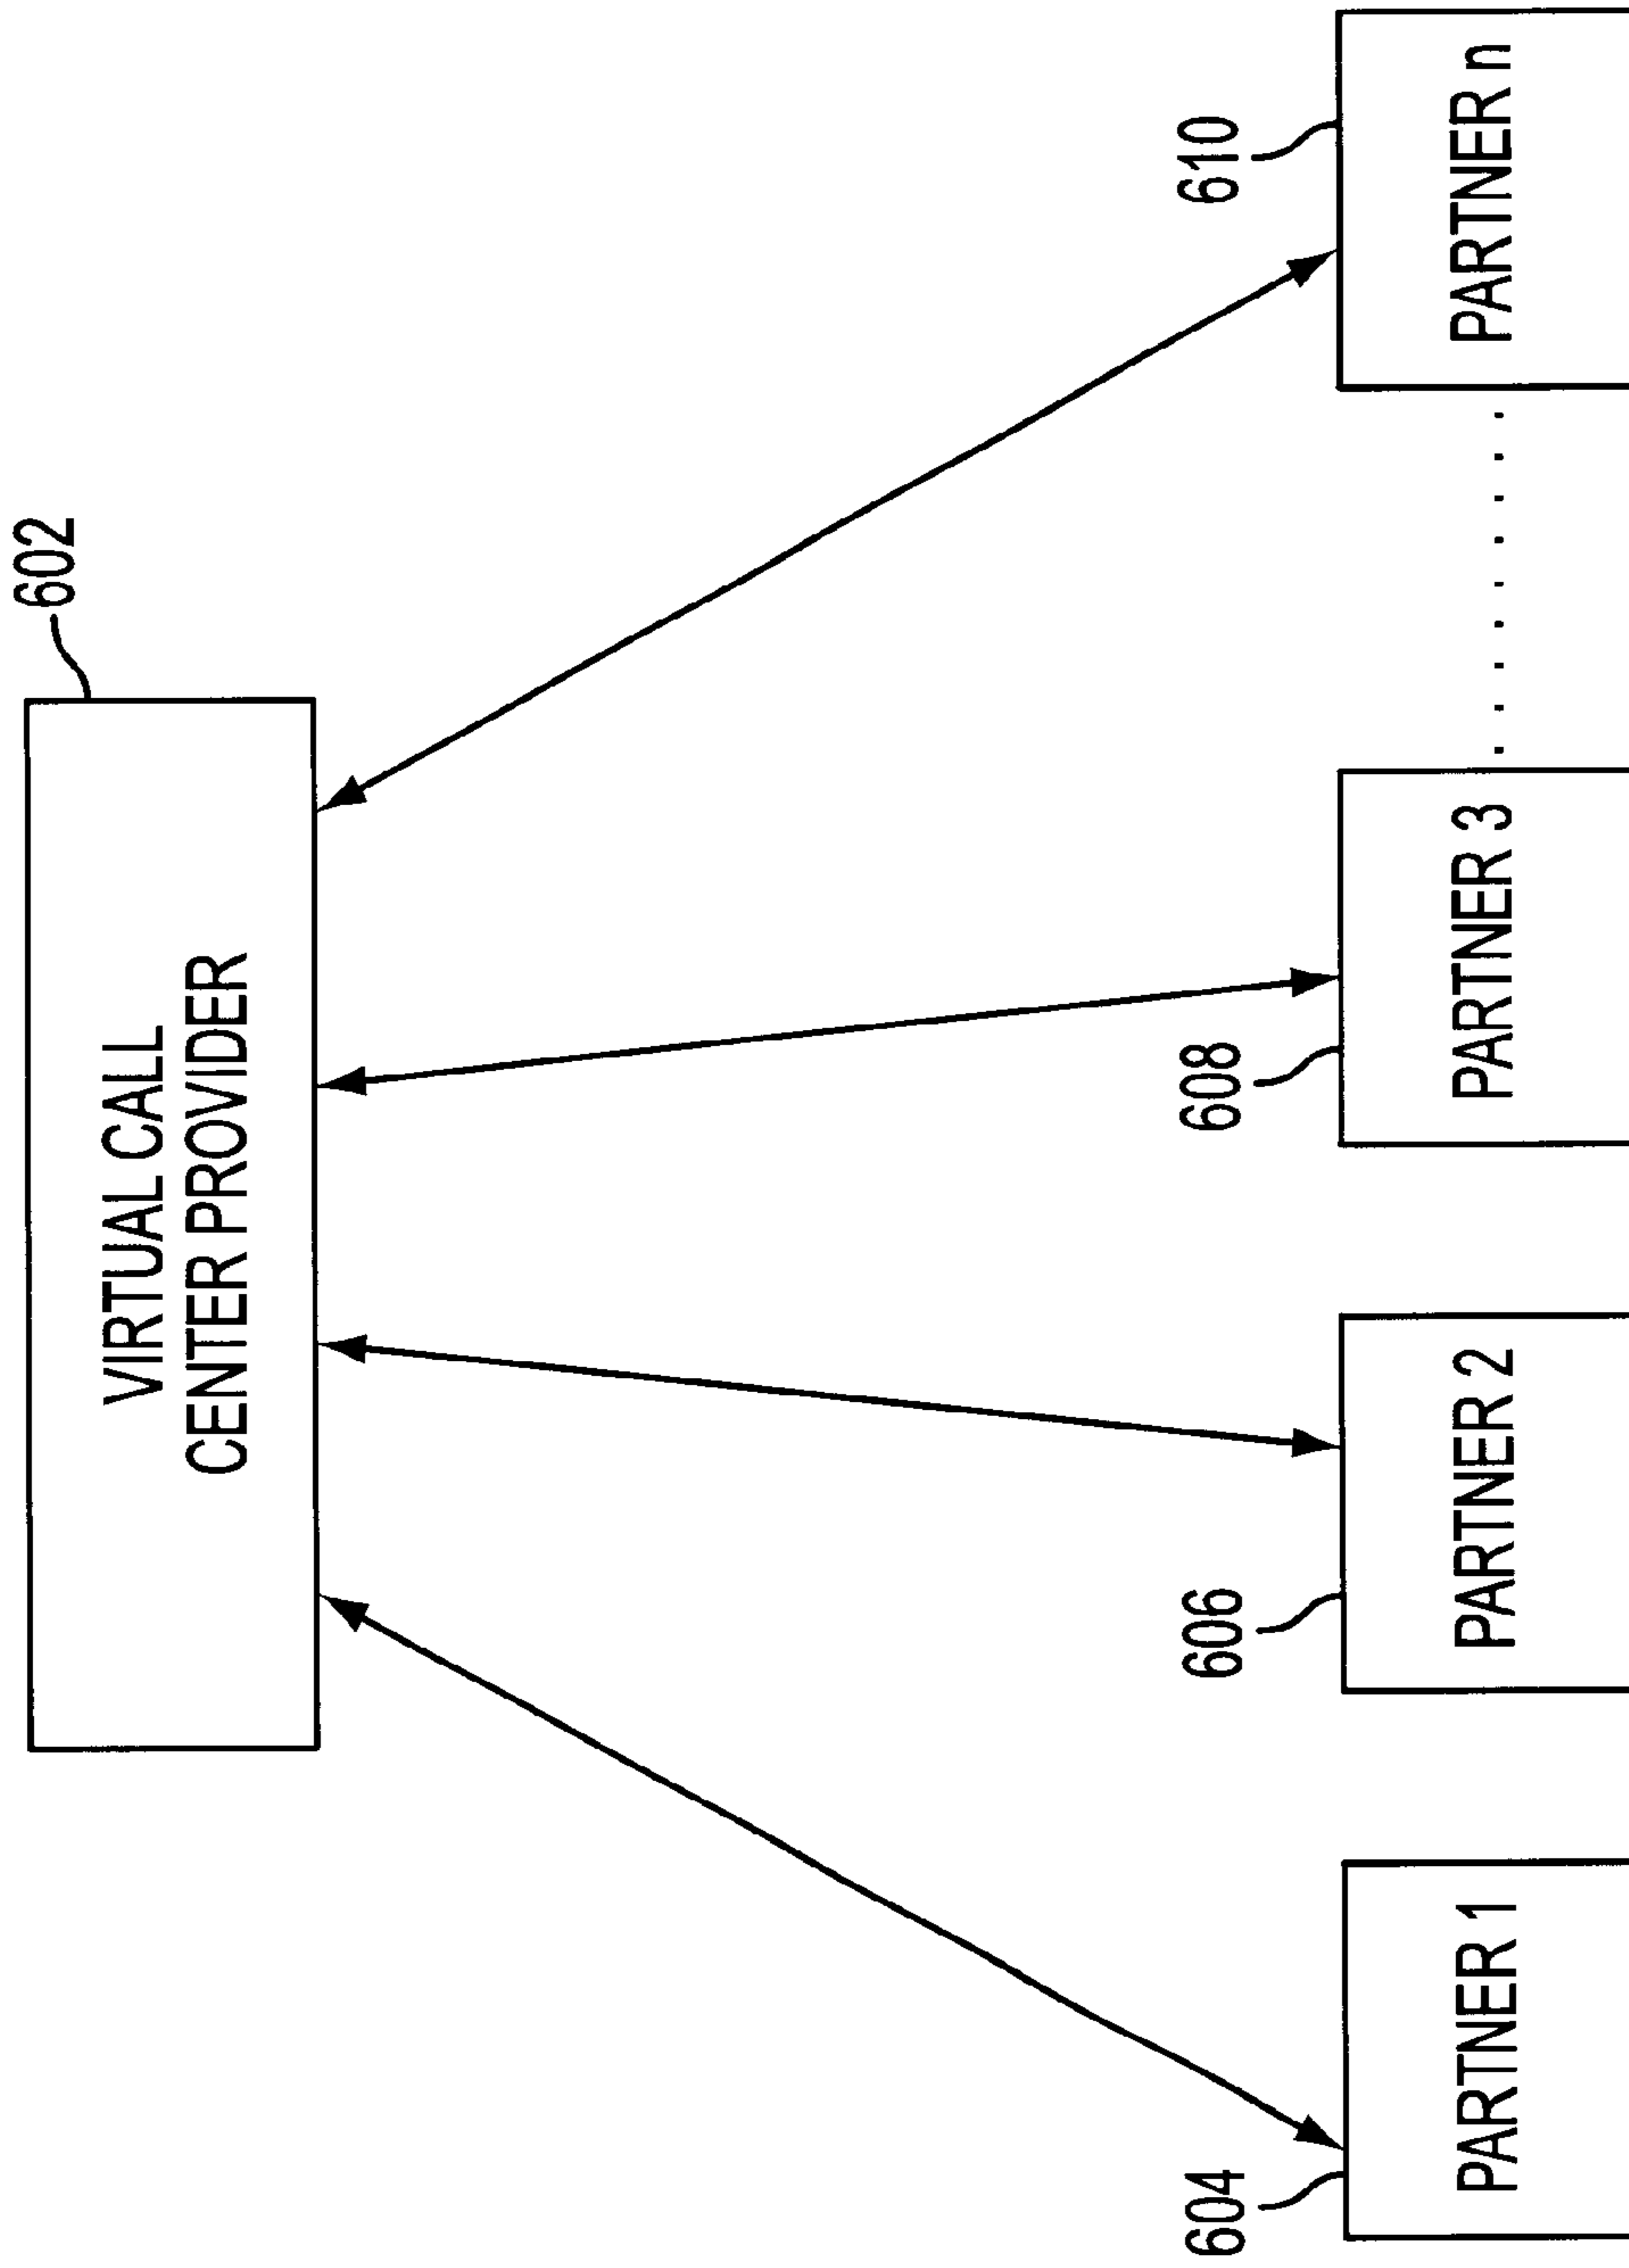 602
VIRTUAL CALL
CENTER PROVIDER
604
606
608
610
PARTNER 1
PARTNER 2
PARTNER 3
PARTNER n